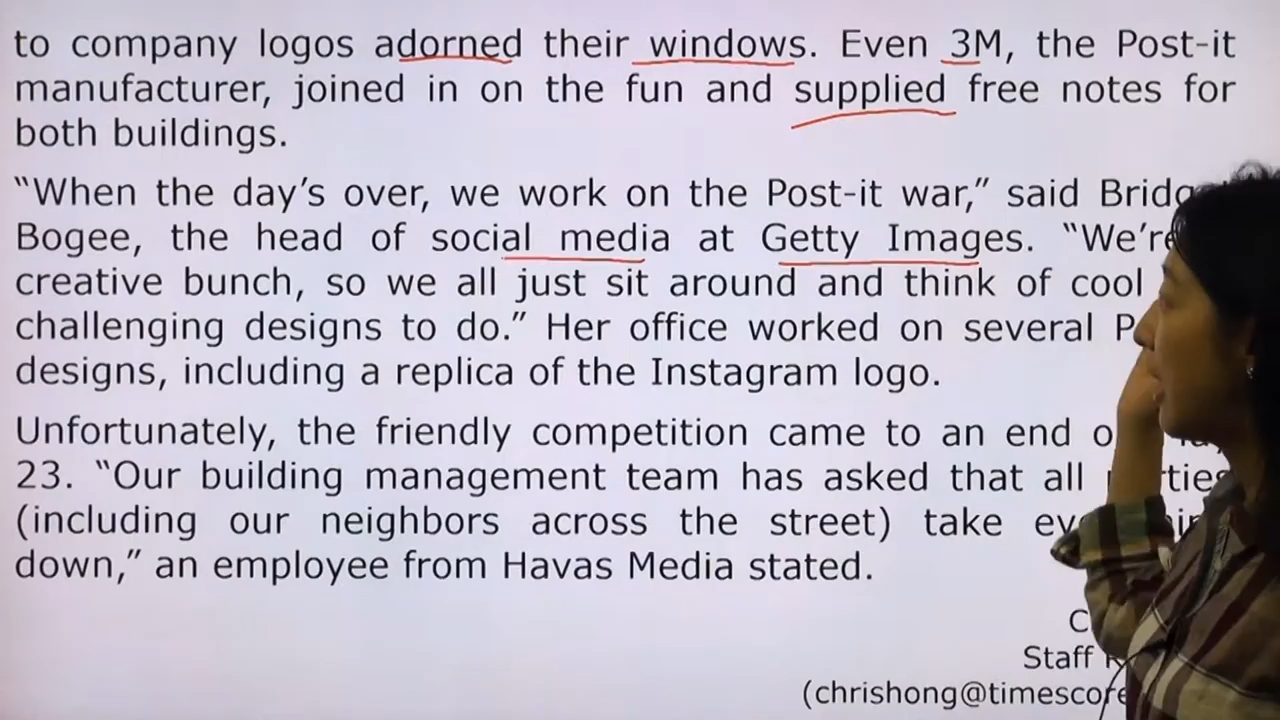 to company logos adorned their windows. Even 3M, the Post-it
manufacturer, joined in on the fun and supplied free notes for
both buildings.
“When the day’s over, we work on the Post-it war,” said
Bogee, the head of social media at Getty Images. “We’re
creative bunch, so we all just sit around and think of cool
challenging designs to do.” Her office worked on several
designs, including a replica of the Instagram logo.
Unfortunately, the friendly competition came to an end
23. “Our building management team has asked that all
(including our neighbors across the street) take
down,” an employee from Havas Media stated.
Staff